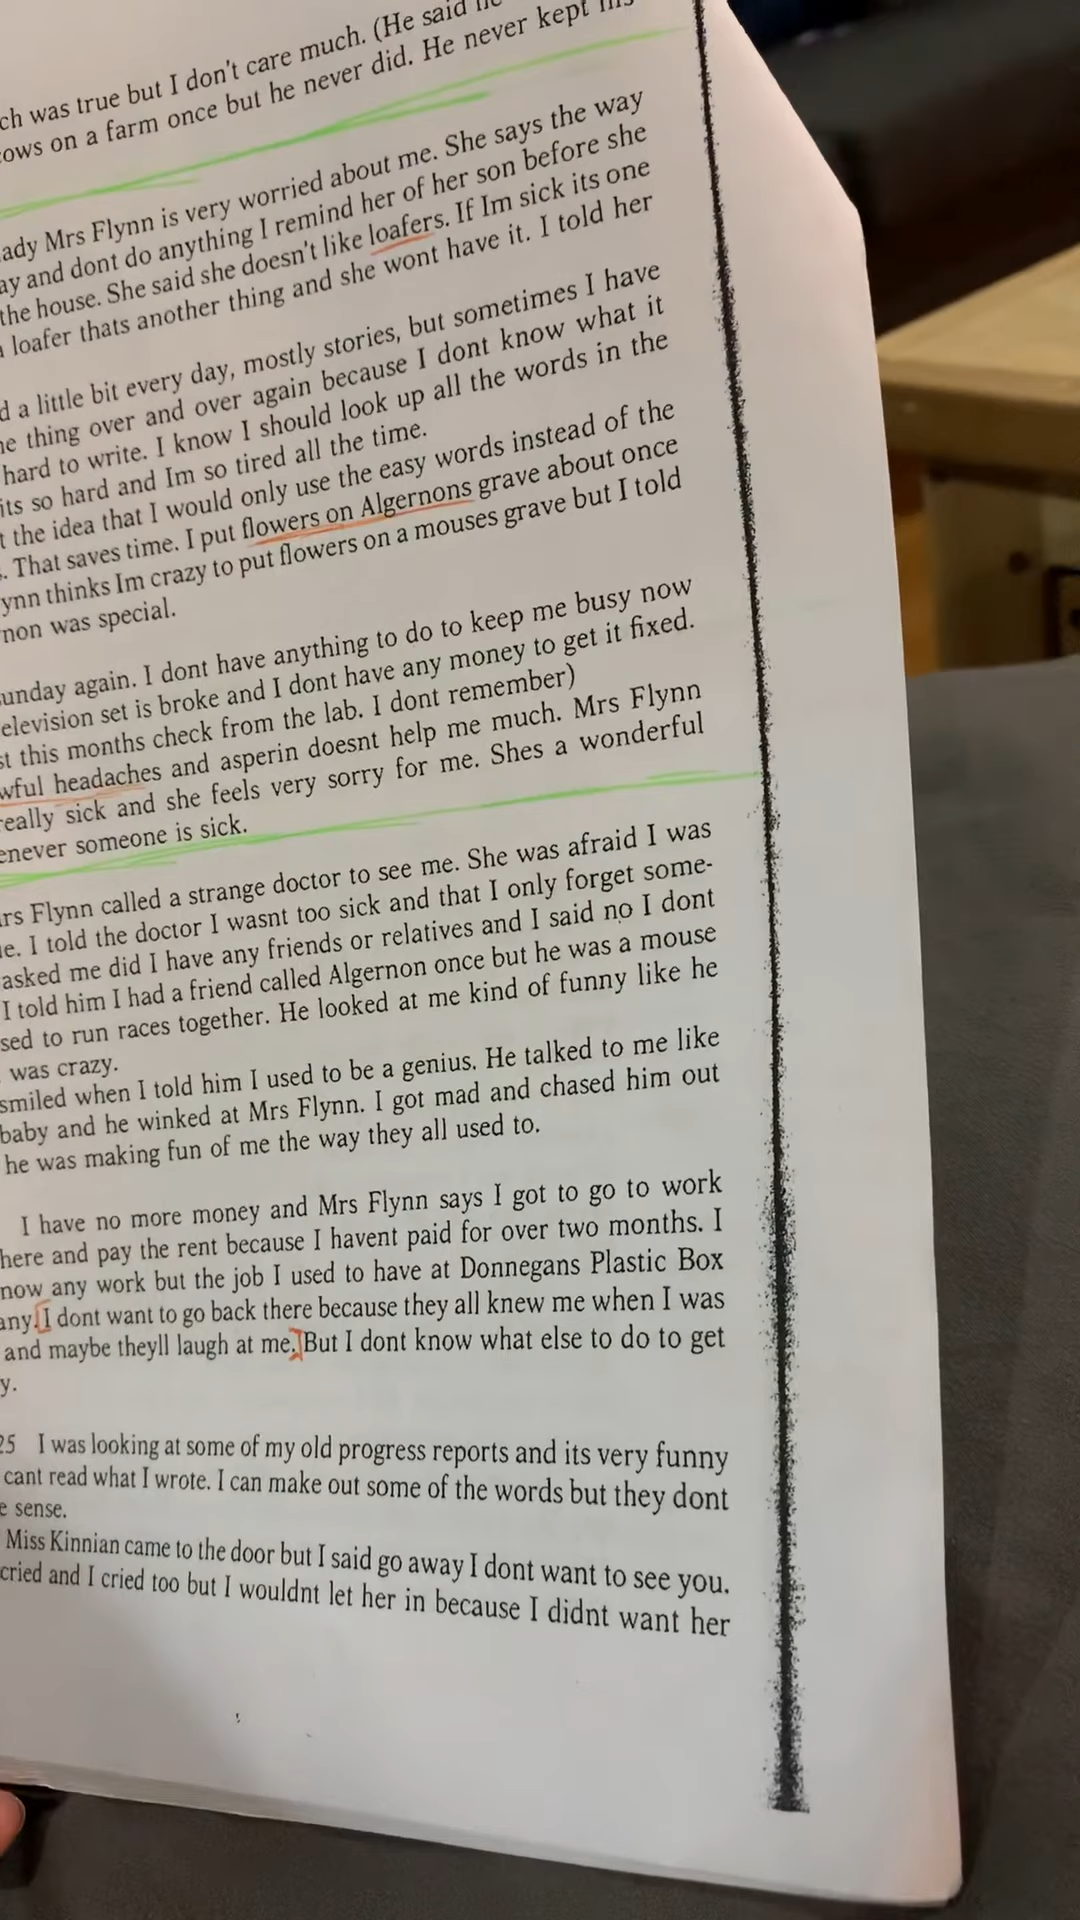 was true but I don't care much. (He said
on a farm once but he never did. He never kept
Mrs Flynn is very worried about me. She says the way
and dont do anything I remind her of her son before she
the house. She said she doesn't like loafers. If Im sick its one
loafer thats another thing and she wont have it. I told her
a little bit every day, mostly stories, but sometimes I have
thing over and over again because I dont know what it
hard to write. I know I should look up all the words in the
its so hard and Im so tired all the time.
the idea that I would only use the easy words instead of the
. That saves time. I put flowers on Algernons grave about once
thinks Im crazy to put flowers on a mouses grave but I told
was special.
again. I dont have anything to do to keep me busy now
set is broke and I dont have any money to get it fixed.
this months check from the lab. I dont remember)
headaches and asperin doesnt help me much. Mrs Flynn
really sick and she feels very sorry for me. Shes a wonderful
someone is sick.
Flynn called a strange doctor to see me. She was afraid I was
I told the doctor I wasnt too sick and that I only forget some-
asked me did I have any friends or relatives and I said no I dont
I told him I had a friend called Algernon once but he was a mouse
to run races together. He looked at me kind of funny like he
was crazy.
smiled when I told him I used to be a genius. He talked to me like
baby and he winked at Mrs Flynn. I got mad and chased him out
he was making fun of me the way they all used to.
I have no more money and Mrs Flynn says I got to go to work
here and pay the rent because I havent paid for over two months. I
any work but the job I used to have at Donnegans Plastic Box
I dont want to go back there because they all knew me when I was
and maybe theyll laugh at me. But I dont know what else to do to get
y.
25 I was looking at some of my old progress reports and its very funny
cant read what I wrote. I can make out some of the words but they dont
sense.
Miss Kinnian came to the door but I said go away I dont want to see you.
cried and I cried too but I wouldnt let her in because I didnt want her